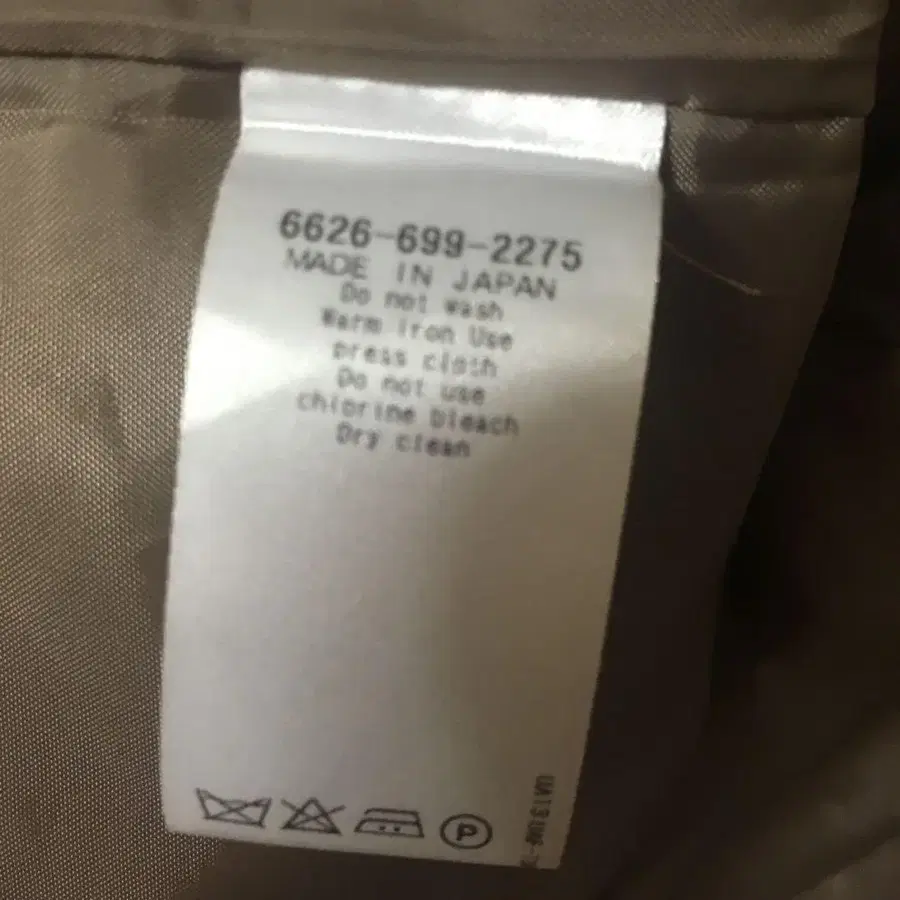 6626-699-2275
MADE IN JAPAN
Do not wash
Warm iron Use
press cloth
Do not use
chlorine bleach
Dry clean
P